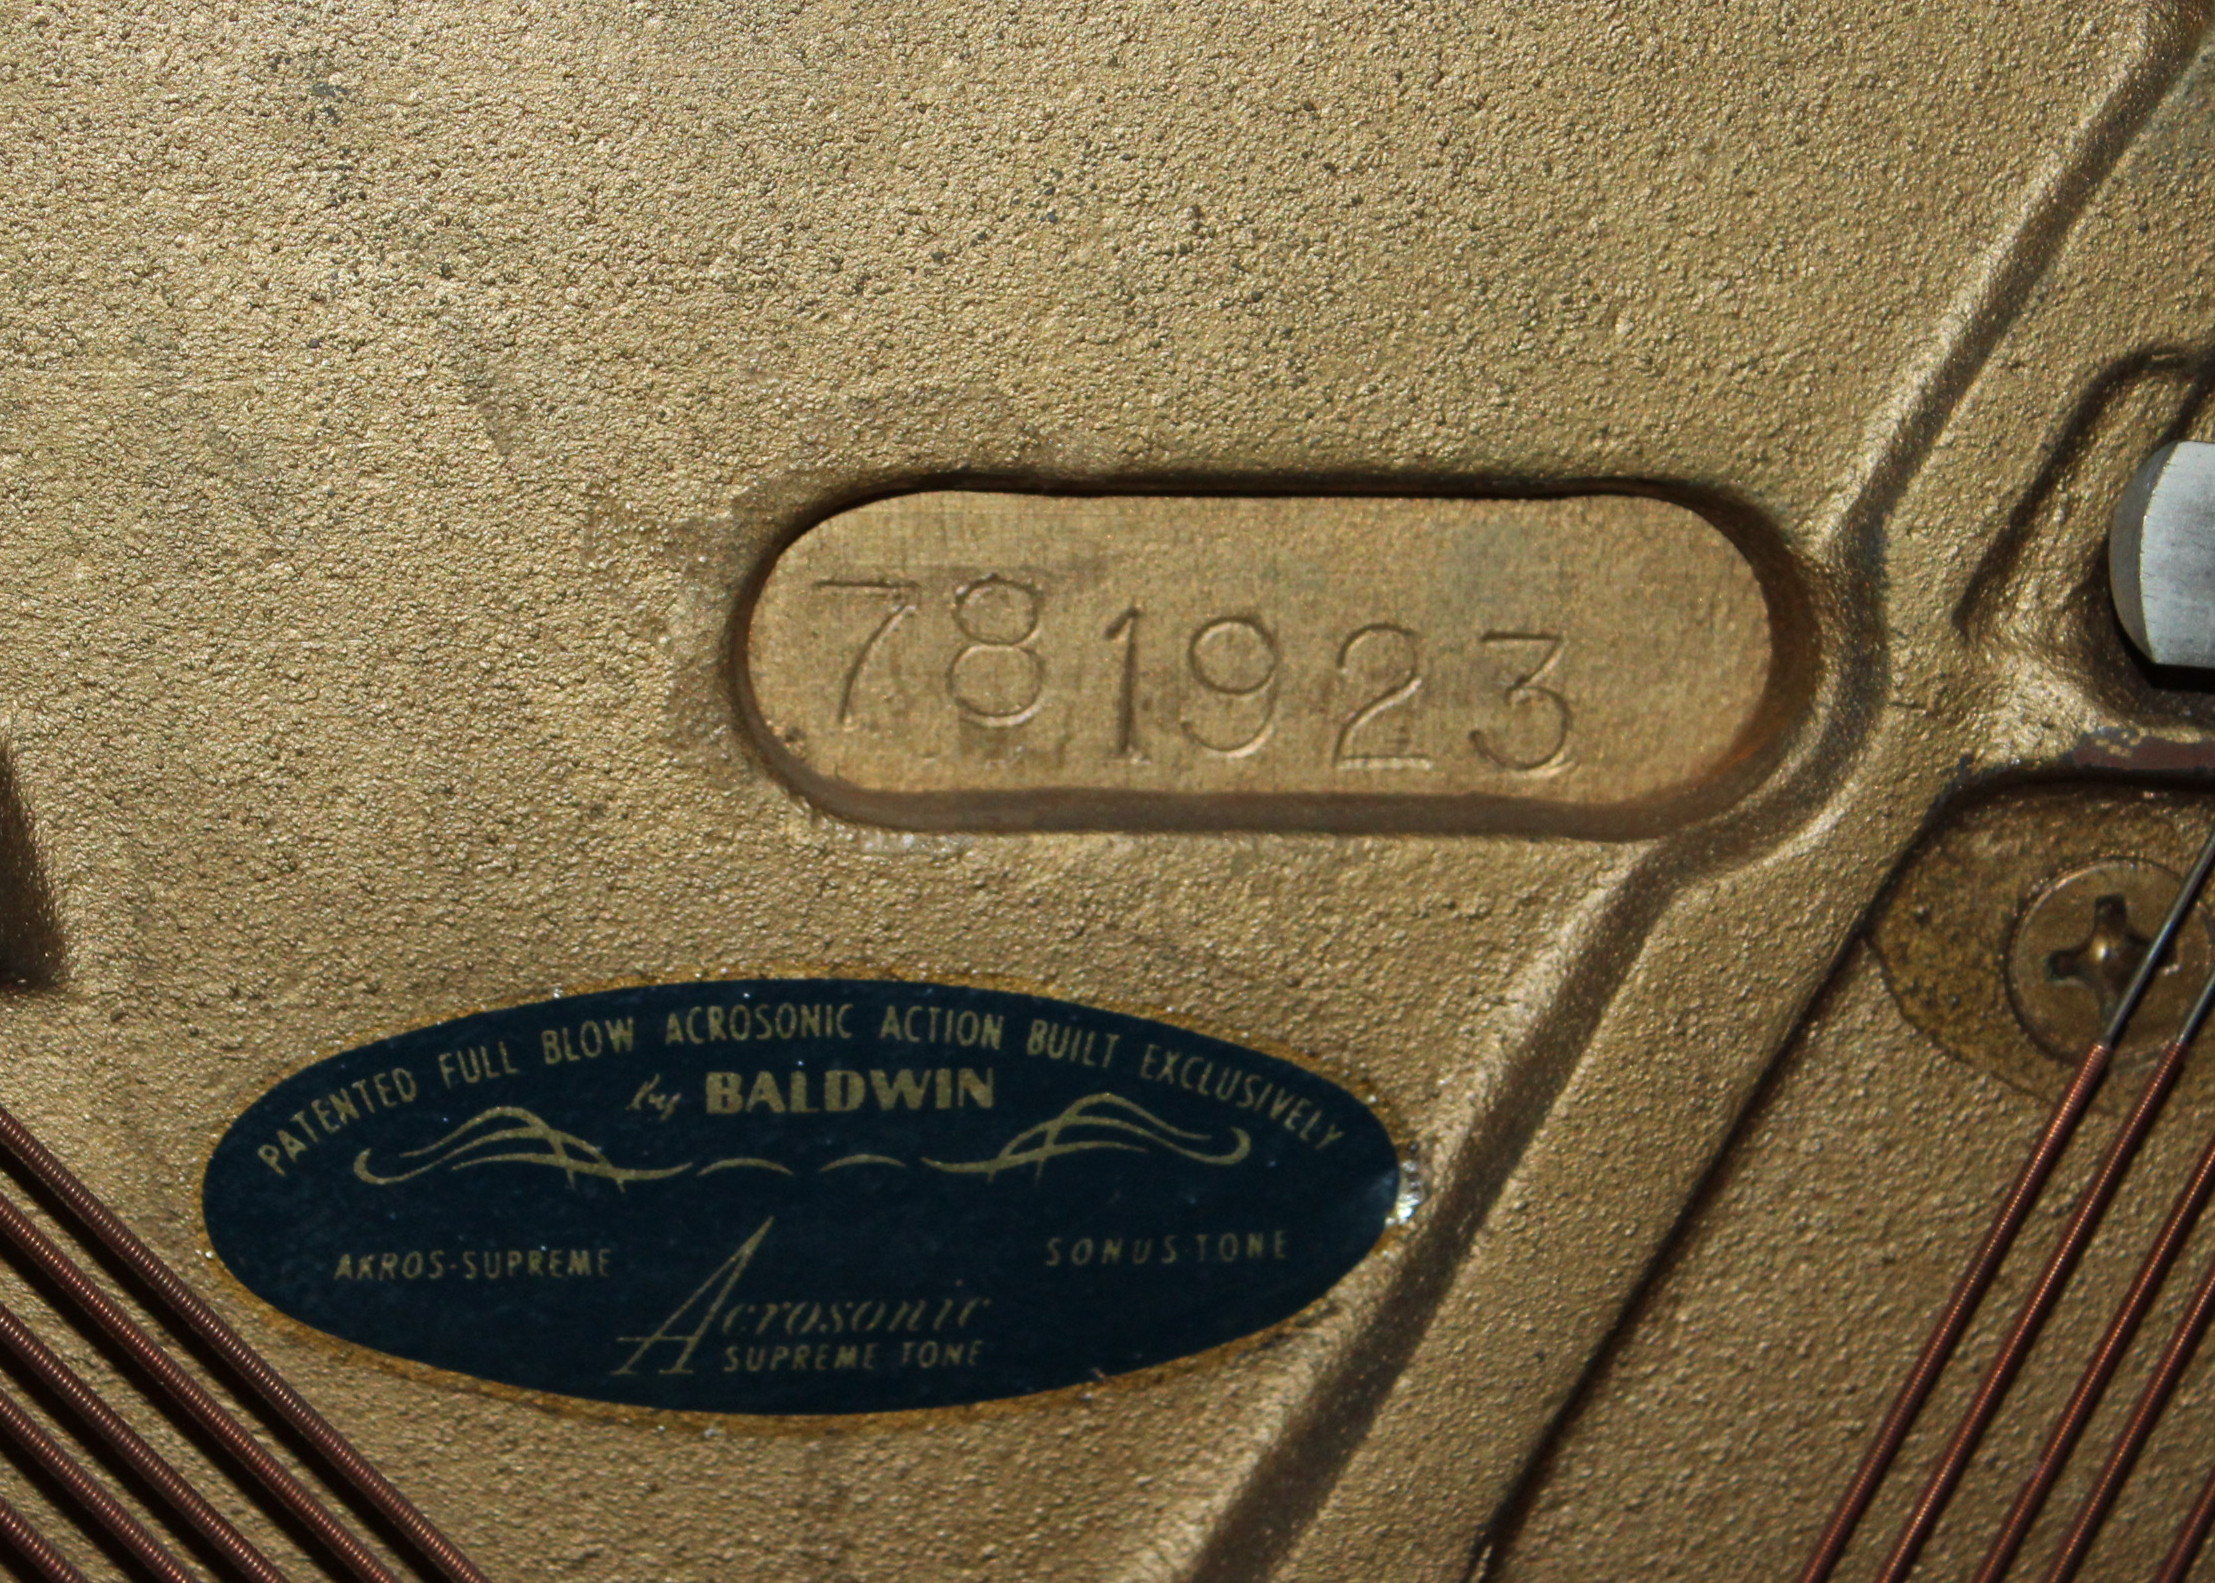 781923
PATENTED FULL BLOW ACROSONIC ACTION BUILT EXCLUSIVELY
by BALDWIN
AKROS-SUPREME
SONUS-TONE
Acrosonic
SUPREME TONE